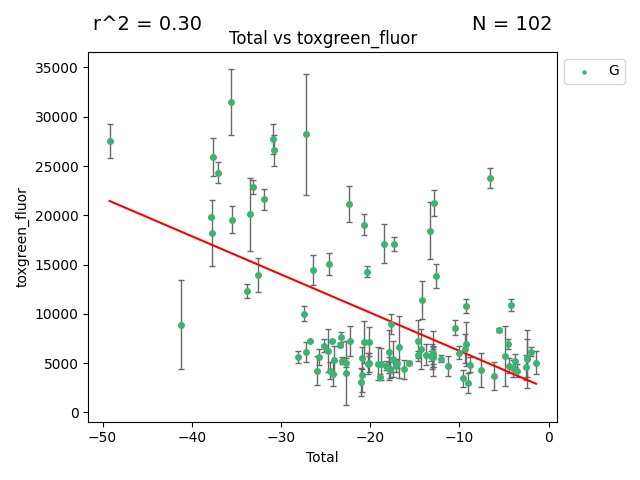 r^2 = 0.30
N = 102
Total vs toxgreen_fluor
G
35000
30000
25000
20000
15000
10000
5000
0
toxgreen_fluor
−50
−40
−30
−20
−10
0
Total